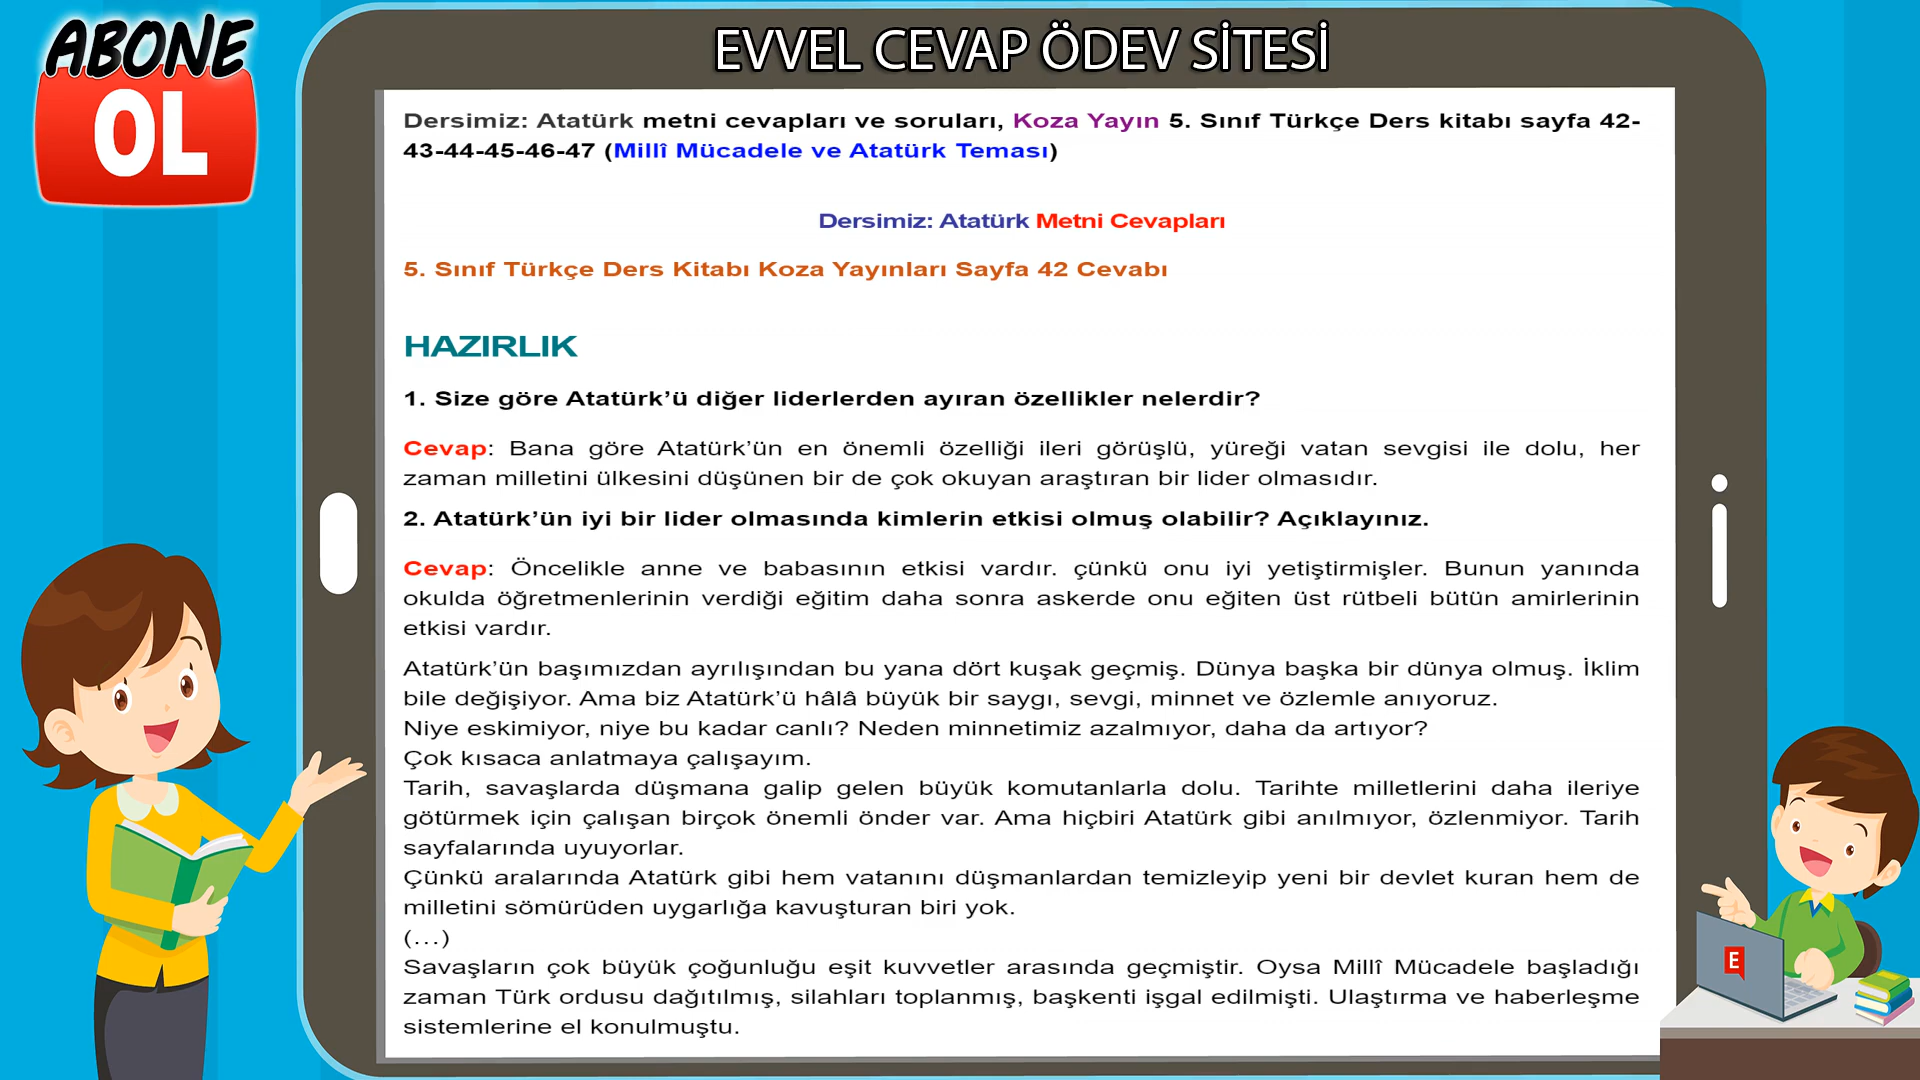 ABONE
OL
EVVEL CEVAP ÖDEV SİTESİ
Dersimiz: Atatürk metni cevapları ve soruları, Koza Yayın 5. Sınıf Türkçe Ders kitabı sayfa 42-
43-44-45-46-47 (Millî Mücadele ve Atatürk Teması)
Dersimiz: Atatürk Metni Cevapları
5. Sınıf Türkçe Ders Kitabı Koza Yayınları Sayfa 42 Cevabı
HAZIRLIK
1. Size göre Atatürk’ü diğer liderlerden ayıran özellikler nelerdir?
Cevap: Bana göre Atatürk’ün en önemli özelliği ileri görüşlü, yüreği vatan sevgisi ile dolu, her
zaman milletini ülkesini düşünen bir de çok okuyan araştıran bir lider olmasıdır.
2. Atatürk’ün iyi bir lider olmasında kimlerin etkisi olmuş olabilir? Açıklayınız.
Cevap: Öncelikle anne ve babasının etkisi vardır. çünkü onu iyi yetiştirmişler. Bunun yanında
okulda öğretmenlerinin verdiği eğitim daha sonra askerde onu eğiten üst rütbeli bütün amirlerinin
etkisi vardır.
Atatürk’ün başımızdan ayrılışından bu yana dört kuşak geçmiş. Dünya başka bir dünya olmuş. İklim
bile değişiyor. Ama biz Atatürk’ü hâlâ büyük bir saygı, sevgi, minnet ve özlemle anıyoruz.
Niye eskimiyor, niye bu kadar canlı? Neden minnetimiz azalmıyor, daha da artıyor?
Çok kısaca anlatmaya çalışayım.
Tarih, savaşlarda düşmana galip gelen büyük komutanlarla dolu. Tarihte milletlerini daha ileriye
götürmek için çalışan birçok önemli önder var. Ama hiçbiri Atatürk gibi anılmıyor, özlenmiyor. Tarih
sayfalarında uyuyorlar.
Çünkü aralarında Atatürk gibi hem vatanını düşmanlardan temizleyip yeni bir devlet kuran hem de
milletini sömürüden uygarlığa kavuşturan biri yok.
(…)
Savaşların çok büyük çoğunluğu eşit kuvvetler arasında geçmiştir. Oysa Millî Mücadele başladığı
zaman Türk ordusu dağıtılmış, silahları toplanmış, başkenti işgal edilmişti. Ulaştırma ve haberleşme
sistemlerine el konulmuştu.
E